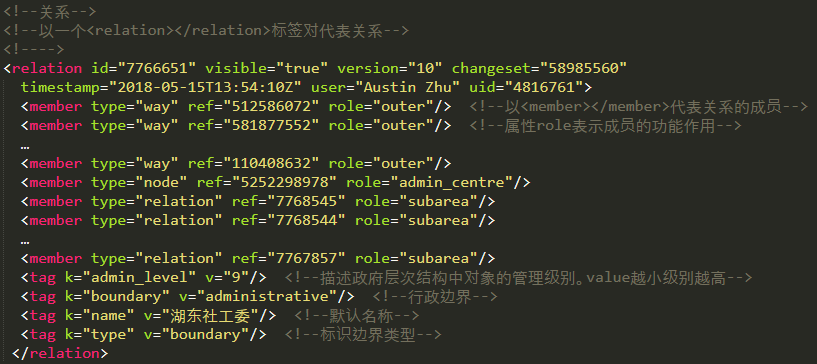 <!--关系-->
<!--以一个<relation></relation>标签对代表关系-->
<!---->
<relation id="7766651" visible="true" version="10" changeset="58985560"
timestamp="2018-05-15T13:54:10Z" user="Austin Zhu" uid="4816761">
<member type="way" ref="512586072" role="outer"/> <!--以<member></member>代表关系的成员-->
<member type="way" ref="581877552" role="outer"/> <!--属性role表示成员的功能作用-->
…
<member type="way" ref="110408632" role="outer"/>
<member type="node" ref="5252298978" role="admin_centre"/>
<member type="relation" ref="7768545" role="subarea"/>
<member type="relation" ref="7768544" role="subarea"/>
…
<member type="relation" ref="7767857" role="subarea"/>
<tag k="admin_level" v="9"/> <!--描述政府层次结构中对象的管理级别。value越小级别越高-->
<tag k="boundary" v="administrative"/> <!--行政边界-->
<tag k="name" v="湖东社工委"/> <!--默认名称-->
<tag k="type" v="boundary"/> <!--标识边界类型-->
</relation>